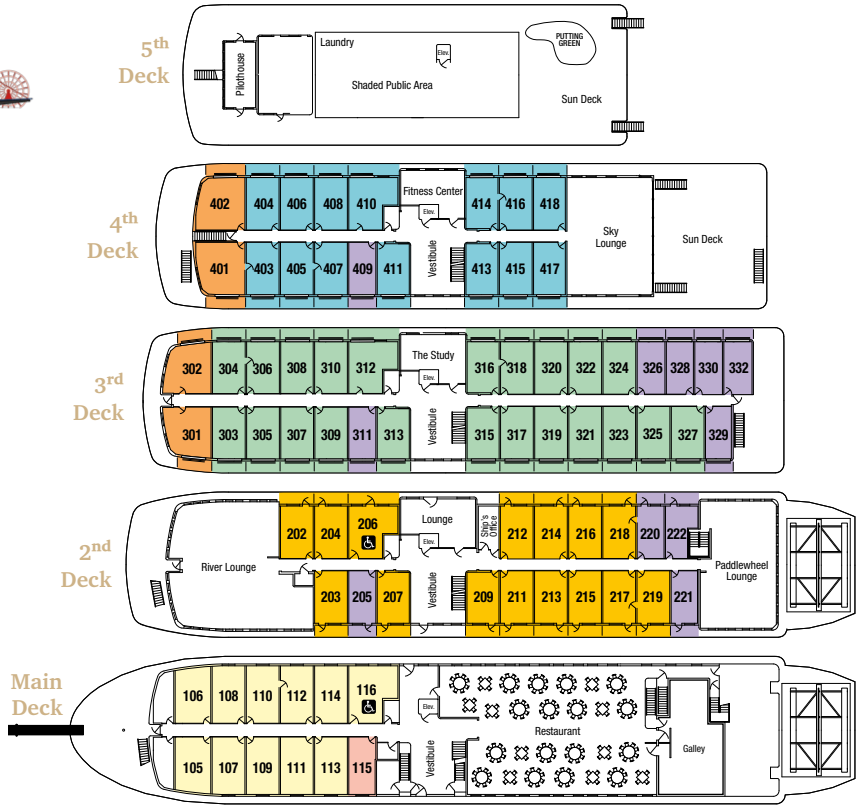 5th
Deck
Pilothouse
Laundry
Elev.
Shaded Public Area
PUTTING
GREEN
Sun Deck
4th
Deck
402
404
406
408
410
Fitness Center
Elev.
414
416
418
401
403
405
407
409
411
Vestibule
413
415
417
Sky
Lounge
Sun Deck
3rd
Deck
302
304
306
308
310
312
The Study
Elev.
316
318
320
322
324
326
328
330
332
301
303
305
307
309
311
313
Vestibule
315
317
319
321
323
325
327
329
2nd
Deck
River Lounge
202
204
206
Lounge
Elev.
Ship's
Office
212
214
216
218
220
222
203
205
207
Vestibule
209
211
213
215
217
219
221
Paddlewheel
Lounge
Main
Deck
106
108
110
112
114
116
Elev.
105
107
109
111
113
115
Vestibule
Restaurant
Galley